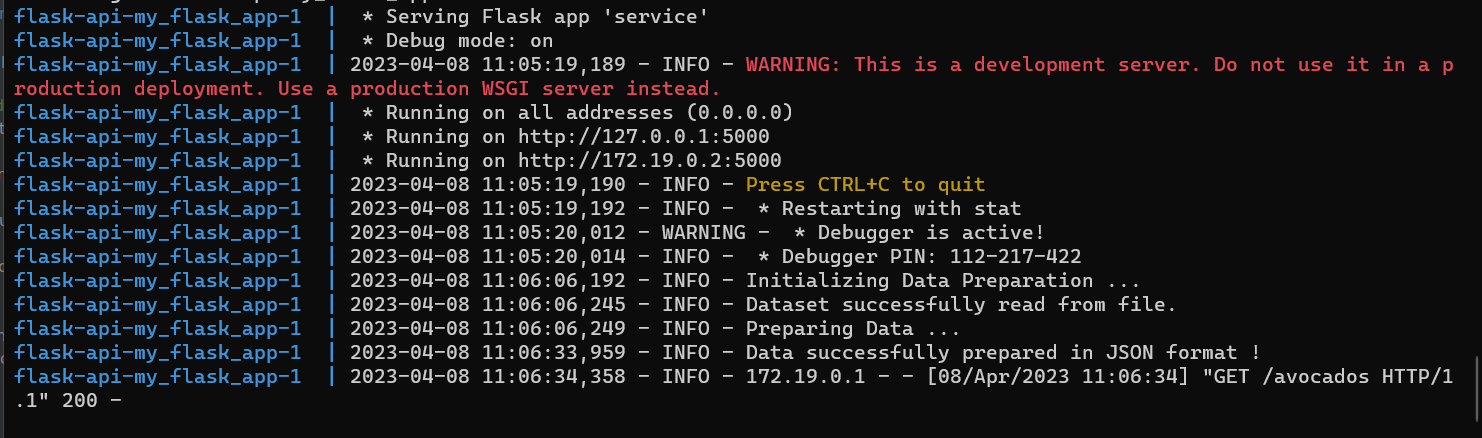 flask-api-my_flask_app-1  |  * Serving Flask app 'service'
flask-api-my_flask_app-1  |  * Debug mode: on
flask-api-my_flask_app-1  | 2023-04-08 11:05:19,189 - INFO - WARNING: This is a development server. Do not use it in a p
roduction deployment. Use a production WSGI server instead.
flask-api-my_flask_app-1  |  * Running on all addresses (0.0.0.0)
flask-api-my_flask_app-1  |  * Running on http://127.0.0.1:5000
flask-api-my_flask_app-1  |  * Running on http://172.19.0.2:5000
flask-api-my_flask_app-1  | 2023-04-08 11:05:19,190 - INFO - Press CTRL+C to quit
flask-api-my_flask_app-1  | 2023-04-08 11:05:19,192 - INFO -  * Restarting with stat
flask-api-my_flask_app-1  | 2023-04-08 11:05:20,012 - WARNING -  * Debugger is active!
flask-api-my_flask_app-1  | 2023-04-08 11:05:20,014 - INFO -  * Debugger PIN: 112-217-422
flask-api-my_flask_app-1  | 2023-04-08 11:06:06,192 - INFO - Initializing Data Preparation ...
flask-api-my_flask_app-1  | 2023-04-08 11:06:06,245 - INFO - Dataset successfully read from file.
flask-api-my_flask_app-1  | 2023-04-08 11:06:06,249 - INFO - Preparing Data ...
flask-api-my_flask_app-1  | 2023-04-08 11:06:33,959 - INFO - Data successfully prepared in JSON format !
flask-api-my_flask_app-1  | 2023-04-08 11:06:34,358 - INFO - 172.19.0.1 - - [08/Apr/2023 11:06:34] "GET /avocados HTTP/1
.1" 200 -